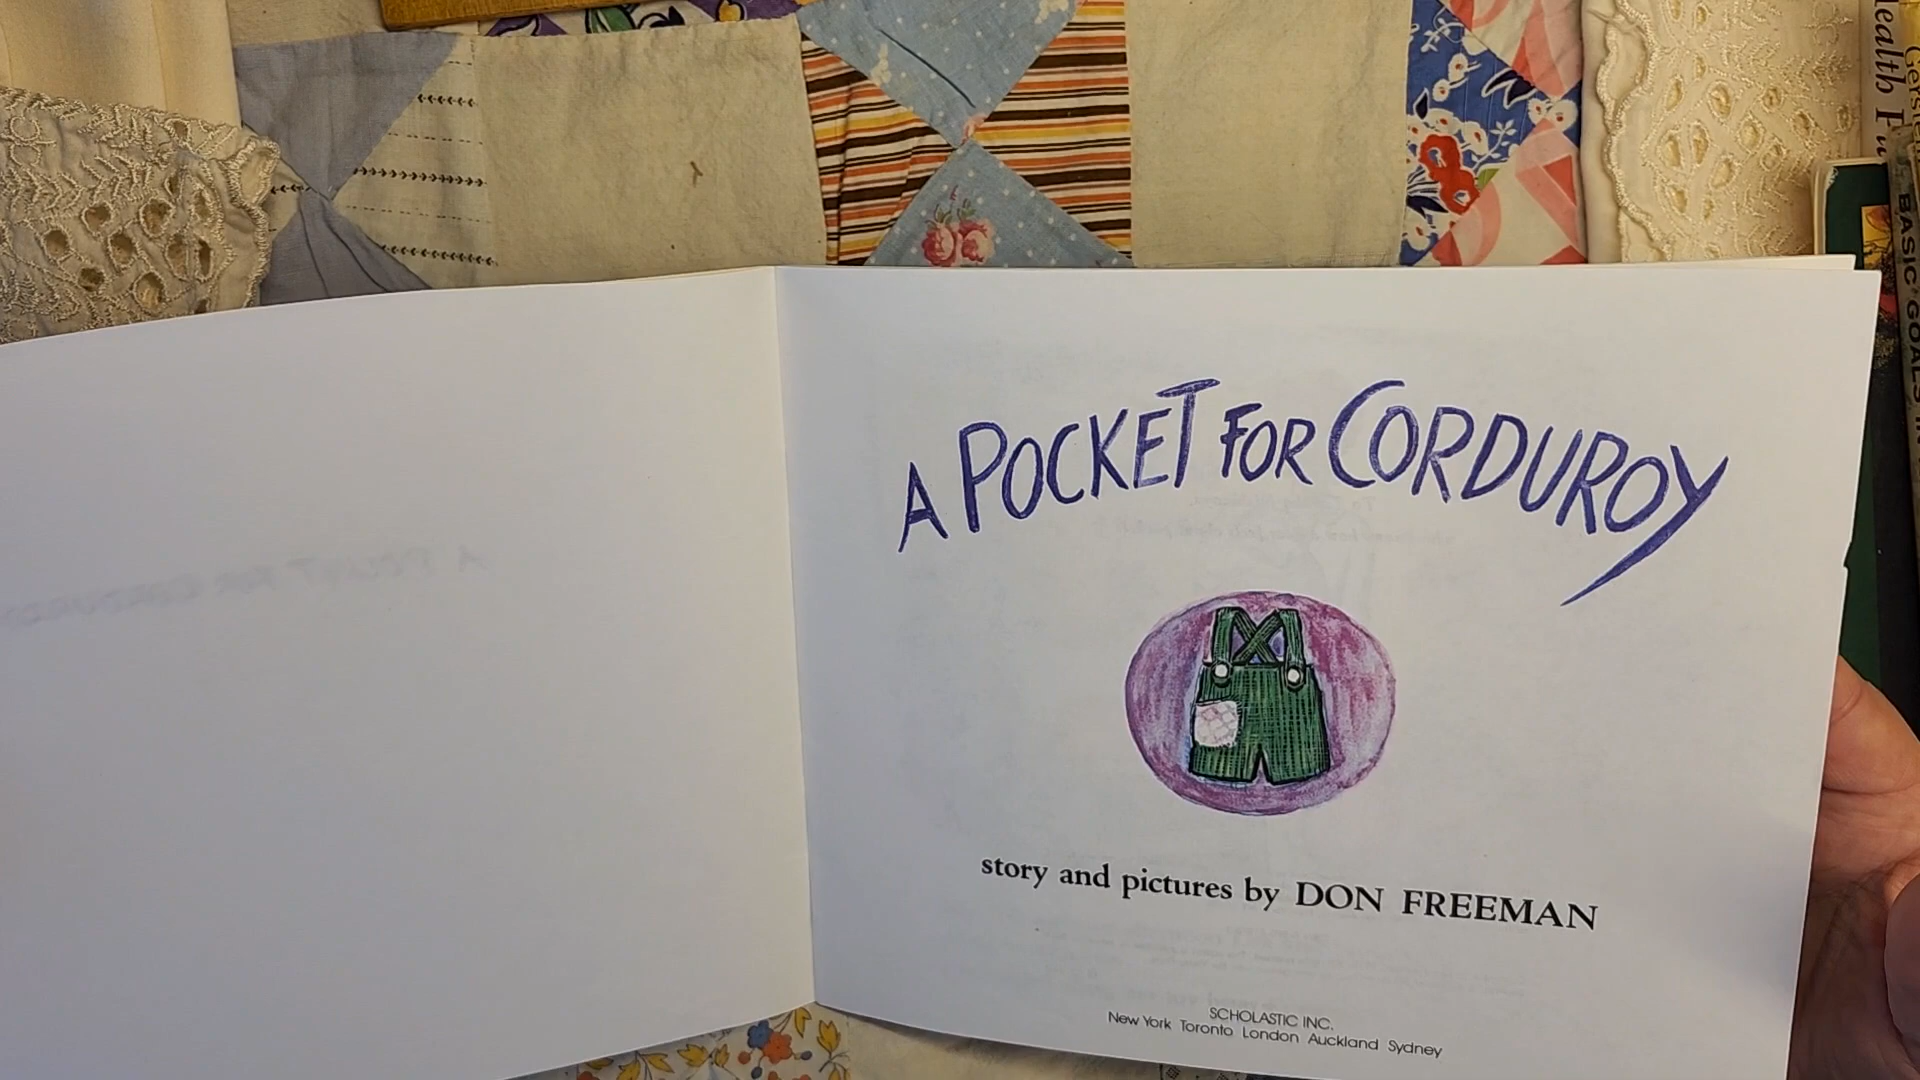 A POCKET FOR CORDUROY
story and pictures by DON FREEMAN
SCHOLASTIC INC.
New York Toronto London Auckland Sydney
BASIC GOALS IN